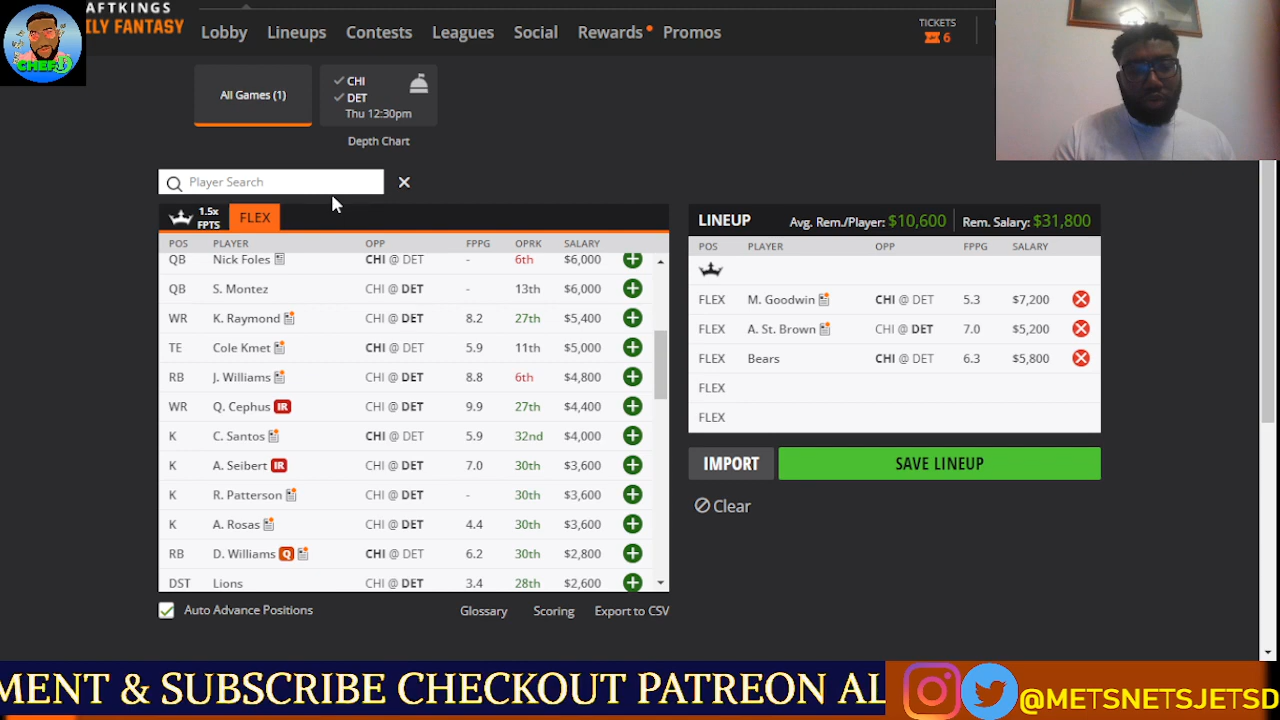 AFTKINGS
ILY FANTASY
CHEF D
Lobby Lineups Contests Leagues Social Rewards Promos
TICKETS
6
All Games (1)
CHI
DET
Thu 12:30pm
Depth Chart
Player Search
1.5x
FPTS
FLEX
POS PLAYER OPP FPPG OPRK SALARY
QB Nick Foles CHI @ DET - 6th $6,000
QB S. Montez CHI @ DET - 13th $6,000
WR K. Raymond CHI @ DET 8.2 27th $5,400
TE Cole Kmet CHI @ DET 5.9 11th $5,000
RB J. Williams CHI @ DET 8.8 6th $4,800
WR Q. Cephus IR CHI @ DET 9.9 27th $4,400
K C. Santos CHI @ DET 5.9 32nd $4,000
K A. Seibert IR CHI @ DET 7.0 30th $3,600
K R. Patterson CHI @ DET - 30th $3,600
K A. Rosas CHI @ DET 4.4 30th $3,600
RB D. Williams Q CHI @ DET 6.2 30th $2,800
DST Lions CHI @ DET 3.4 28th $2,600
Auto Advance Positions
Glossary Scoring Export to CSV
LINEUP Avg. Rem./Player: $10,600 Rem. Salary: $31,800
POS PLAYER OPP FPPG SALARY
FLEX M. Goodwin CHI @ DET 5.3 $7,200
FLEX A. St. Brown CHI @ DET 7.0 $5,200
FLEX Bears CHI @ DET 6.3 $5,800
FLEX
FLEX
IMPORT SAVE LINEUP
Clear
MENT & SUBSCRIBE CHECKOUT PATREON AL
@METSNETSJETSD